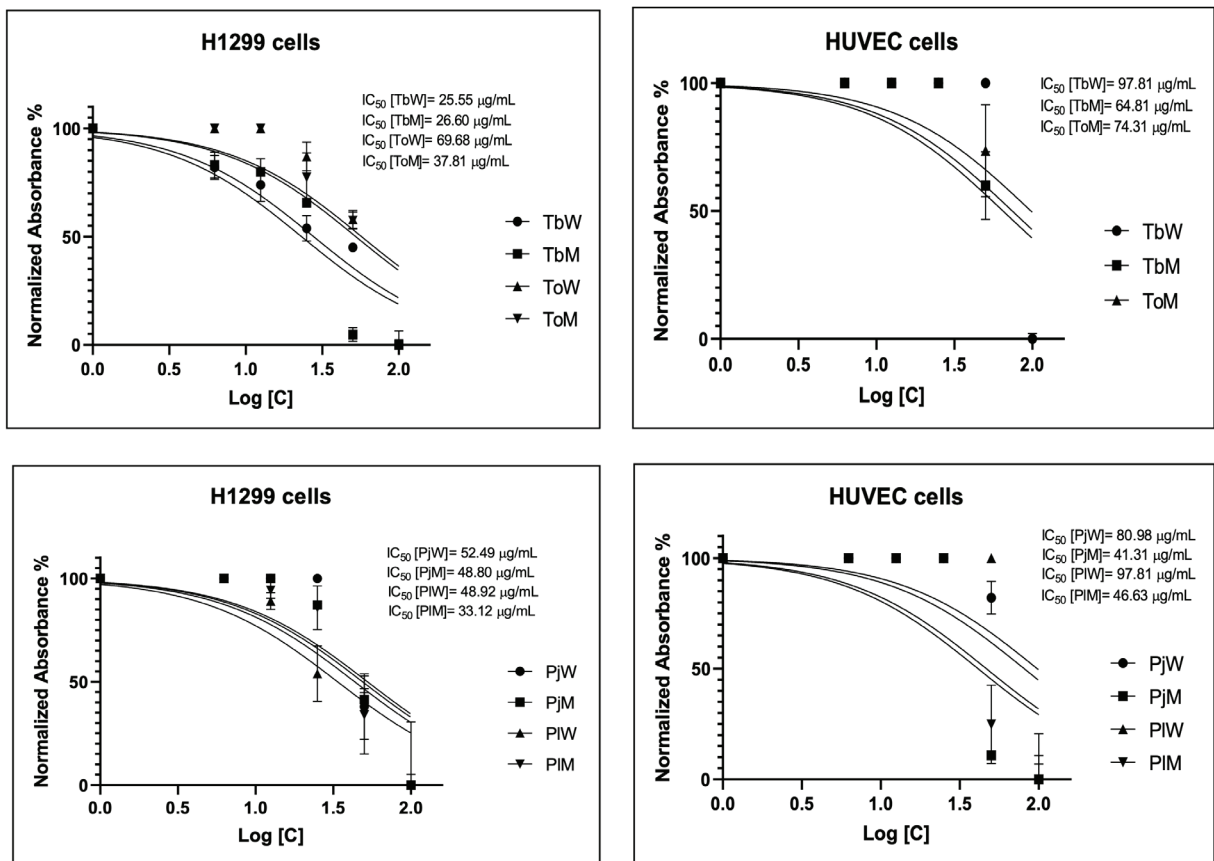 H1299 cells
IC50 [TbW]= 25.55 µg/mL
IC50 [TbM]= 26.60 µg/mL
IC50 [ToW]= 69.68 µg/mL
IC50 [ToM]= 37.81 µg/mL
Normalized Absorbance %
100
50
0
0.0 0.5 1.0 1.5 2.0
Log [C]
TbW
TbM
ToW
ToM
HUVEC cells
IC50 [TbW]= 97.81 µg/mL
IC50 [TbM]= 64.81 µg/mL
IC50 [ToM]= 74.31 µg/mL
Normalized Absorbance %
100
50
0
0.0 0.5 1.0 1.5 2.0
Log [C]
TbW
TbM
ToM
H1299 cells
IC50 [PjW]= 52.49 µg/mL
IC50 [PjM]= 48.80 µg/mL
IC50 [PlW]= 48.92 µg/mL
IC50 [PlM]= 33.12 µg/mL
Normalized Absorbance %
100
50
0
0.0 0.5 1.0 1.5 2.0
Log [C]
PjW
PjM
PlW
PlM
HUVEC cells
IC50 [PjW]= 80.98 µg/mL
IC50 [PjM]= 41.31 µg/mL
IC50 [PlW]= 97.81 µg/mL
IC50 [PlM]= 46.63 µg/mL
Normalized Absorbance %
100
50
0
0.0 0.5 1.0 1.5 2.0
Log [C]
PjW
PjM
PlW
PlM